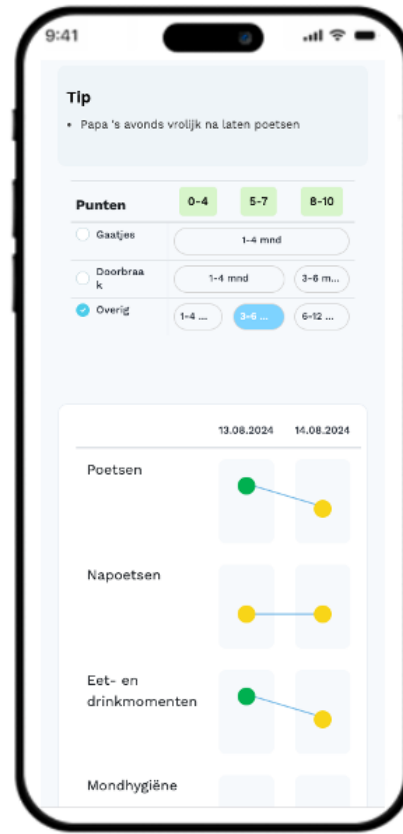 9:41
Tip
• Papa 's avonds vrolijk na laten poetsen
Punten 0-4 5-7 8-10
Gaatjes 1-4 mnd
Doorbraa
k 1-4 mnd 3-6 m...
Overig 1-4 ... 3-6 ... 6-12 ...
13.08.2024 14.08.2024
Poetsen
Napoetsen
Eet- en
drinkmomenten
Mondhygiëne